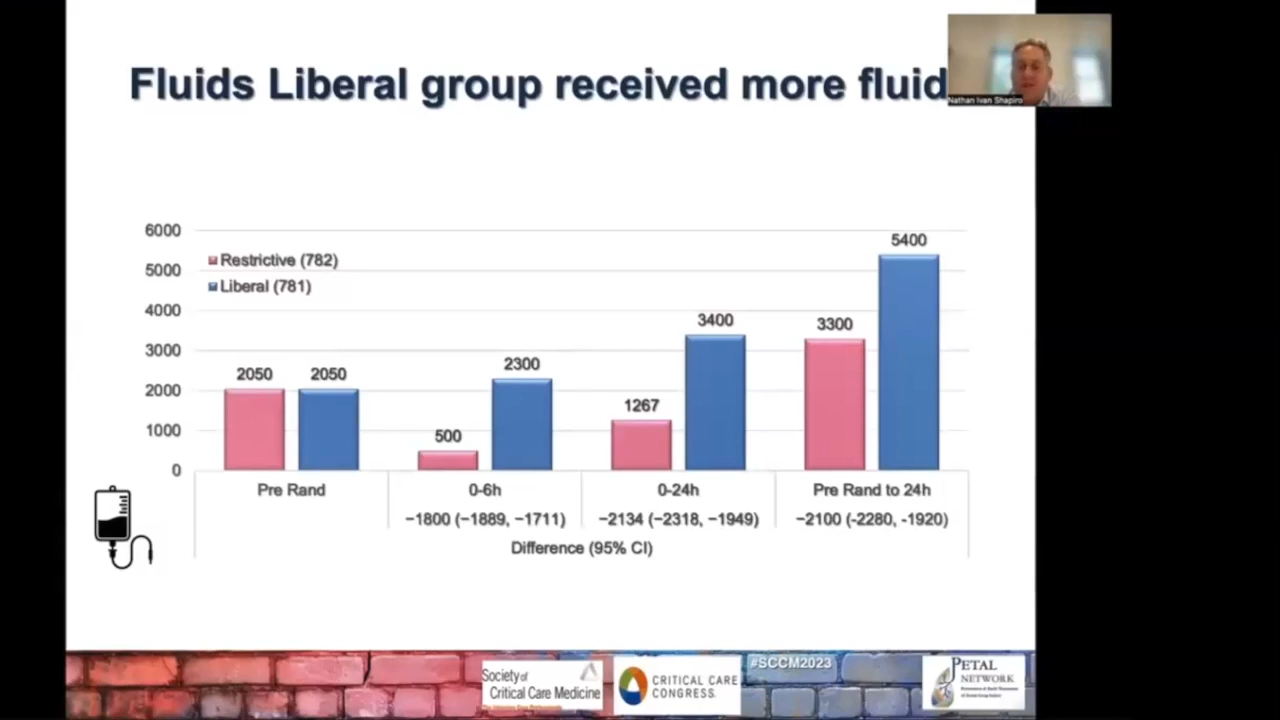 Fluids Liberal group received more fluid
Nathan Ivan Shapiro
6000
5000
4000
3000
2000
1000
0
Restrictive (782)
Liberal (781)
2050
2050
500
2300
1267
3400
3300
5400
Pre Rand
0-6h
0-24h
Pre Rand to 24h
−1800 (−1889, −1711)
−2134 (−2318, −1949)
−2100 (-2280, -1920)
Difference (95% CI)
Society of
Critical Care Medicine
CRITICAL CARE
CONGRESS
#SCCM2023
PETAL
NETWORK